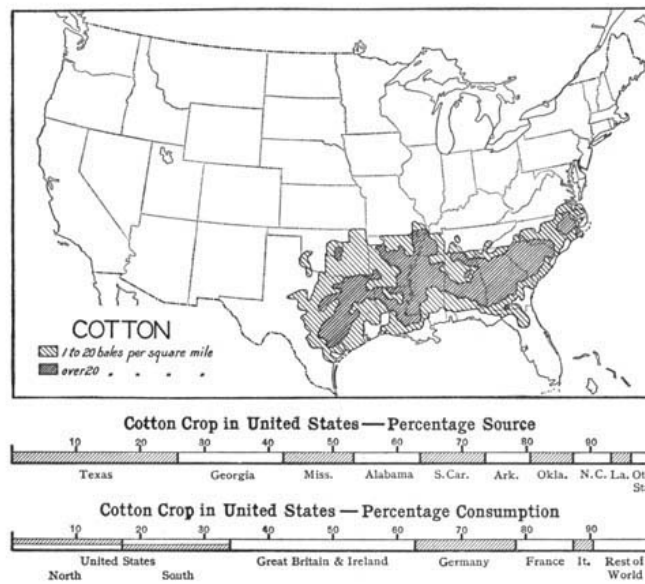 COTTON
1 to 20 bales per square mile
over 20 " " " "
Cotton Crop in United States — Percentage Source
10 20 30 40 50 60 70 80 90
Texas Georgia Miss. Alabama S.Car. Ark. Okla. N.C. La.
Cotton Crop in United States — Percentage Consumption
10 20 30 40 50 60 70 80 90
United States Great Britain & Ireland Germany France It. Rest of
North South World